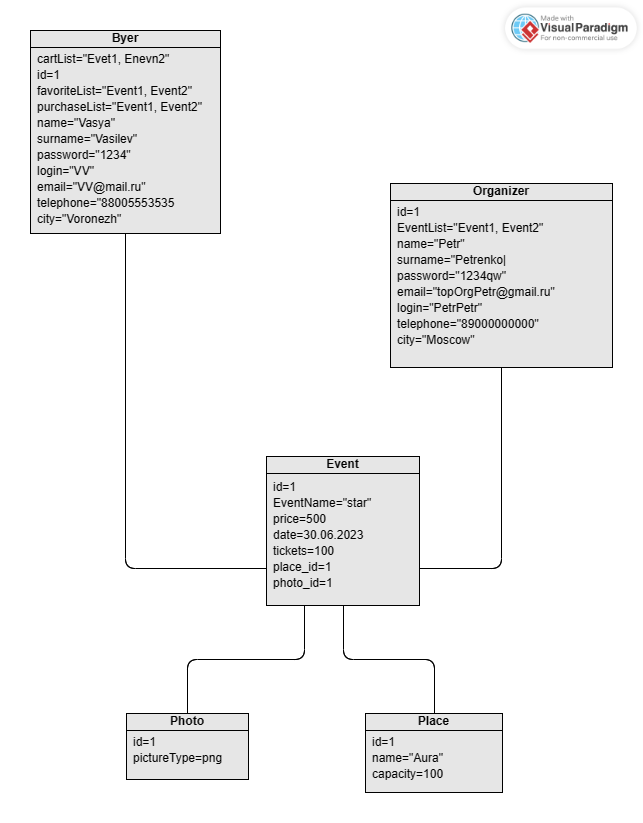 Made with
VisualParadigm
For non-commercial use
Byer
cartList="Evet1, Enevn2"
id=1
favoriteList="Event1, Event2"
purchaseList="Event1, Event2"
name="Vasya"
surname="Vasilev"
password="1234"
login="VV"
email="VV@mail.ru"
telephone="88005553535
city="Voronezh"
Organizer
id=1
EventList="Event1, Event2"
name="Petr"
surname="Petrenko|
password="1234qw"
email="topOrgPetr@gmail.ru"
login="PetrPetr"
telephone="89000000000"
city="Moscow"
Event
id=1
EventName="star"
price=500
date=30.06.2023
tickets=100
place_id=1
photo_id=1
Photo
id=1
pictureType=png
Place
id=1
name="Aura"
capacity=100